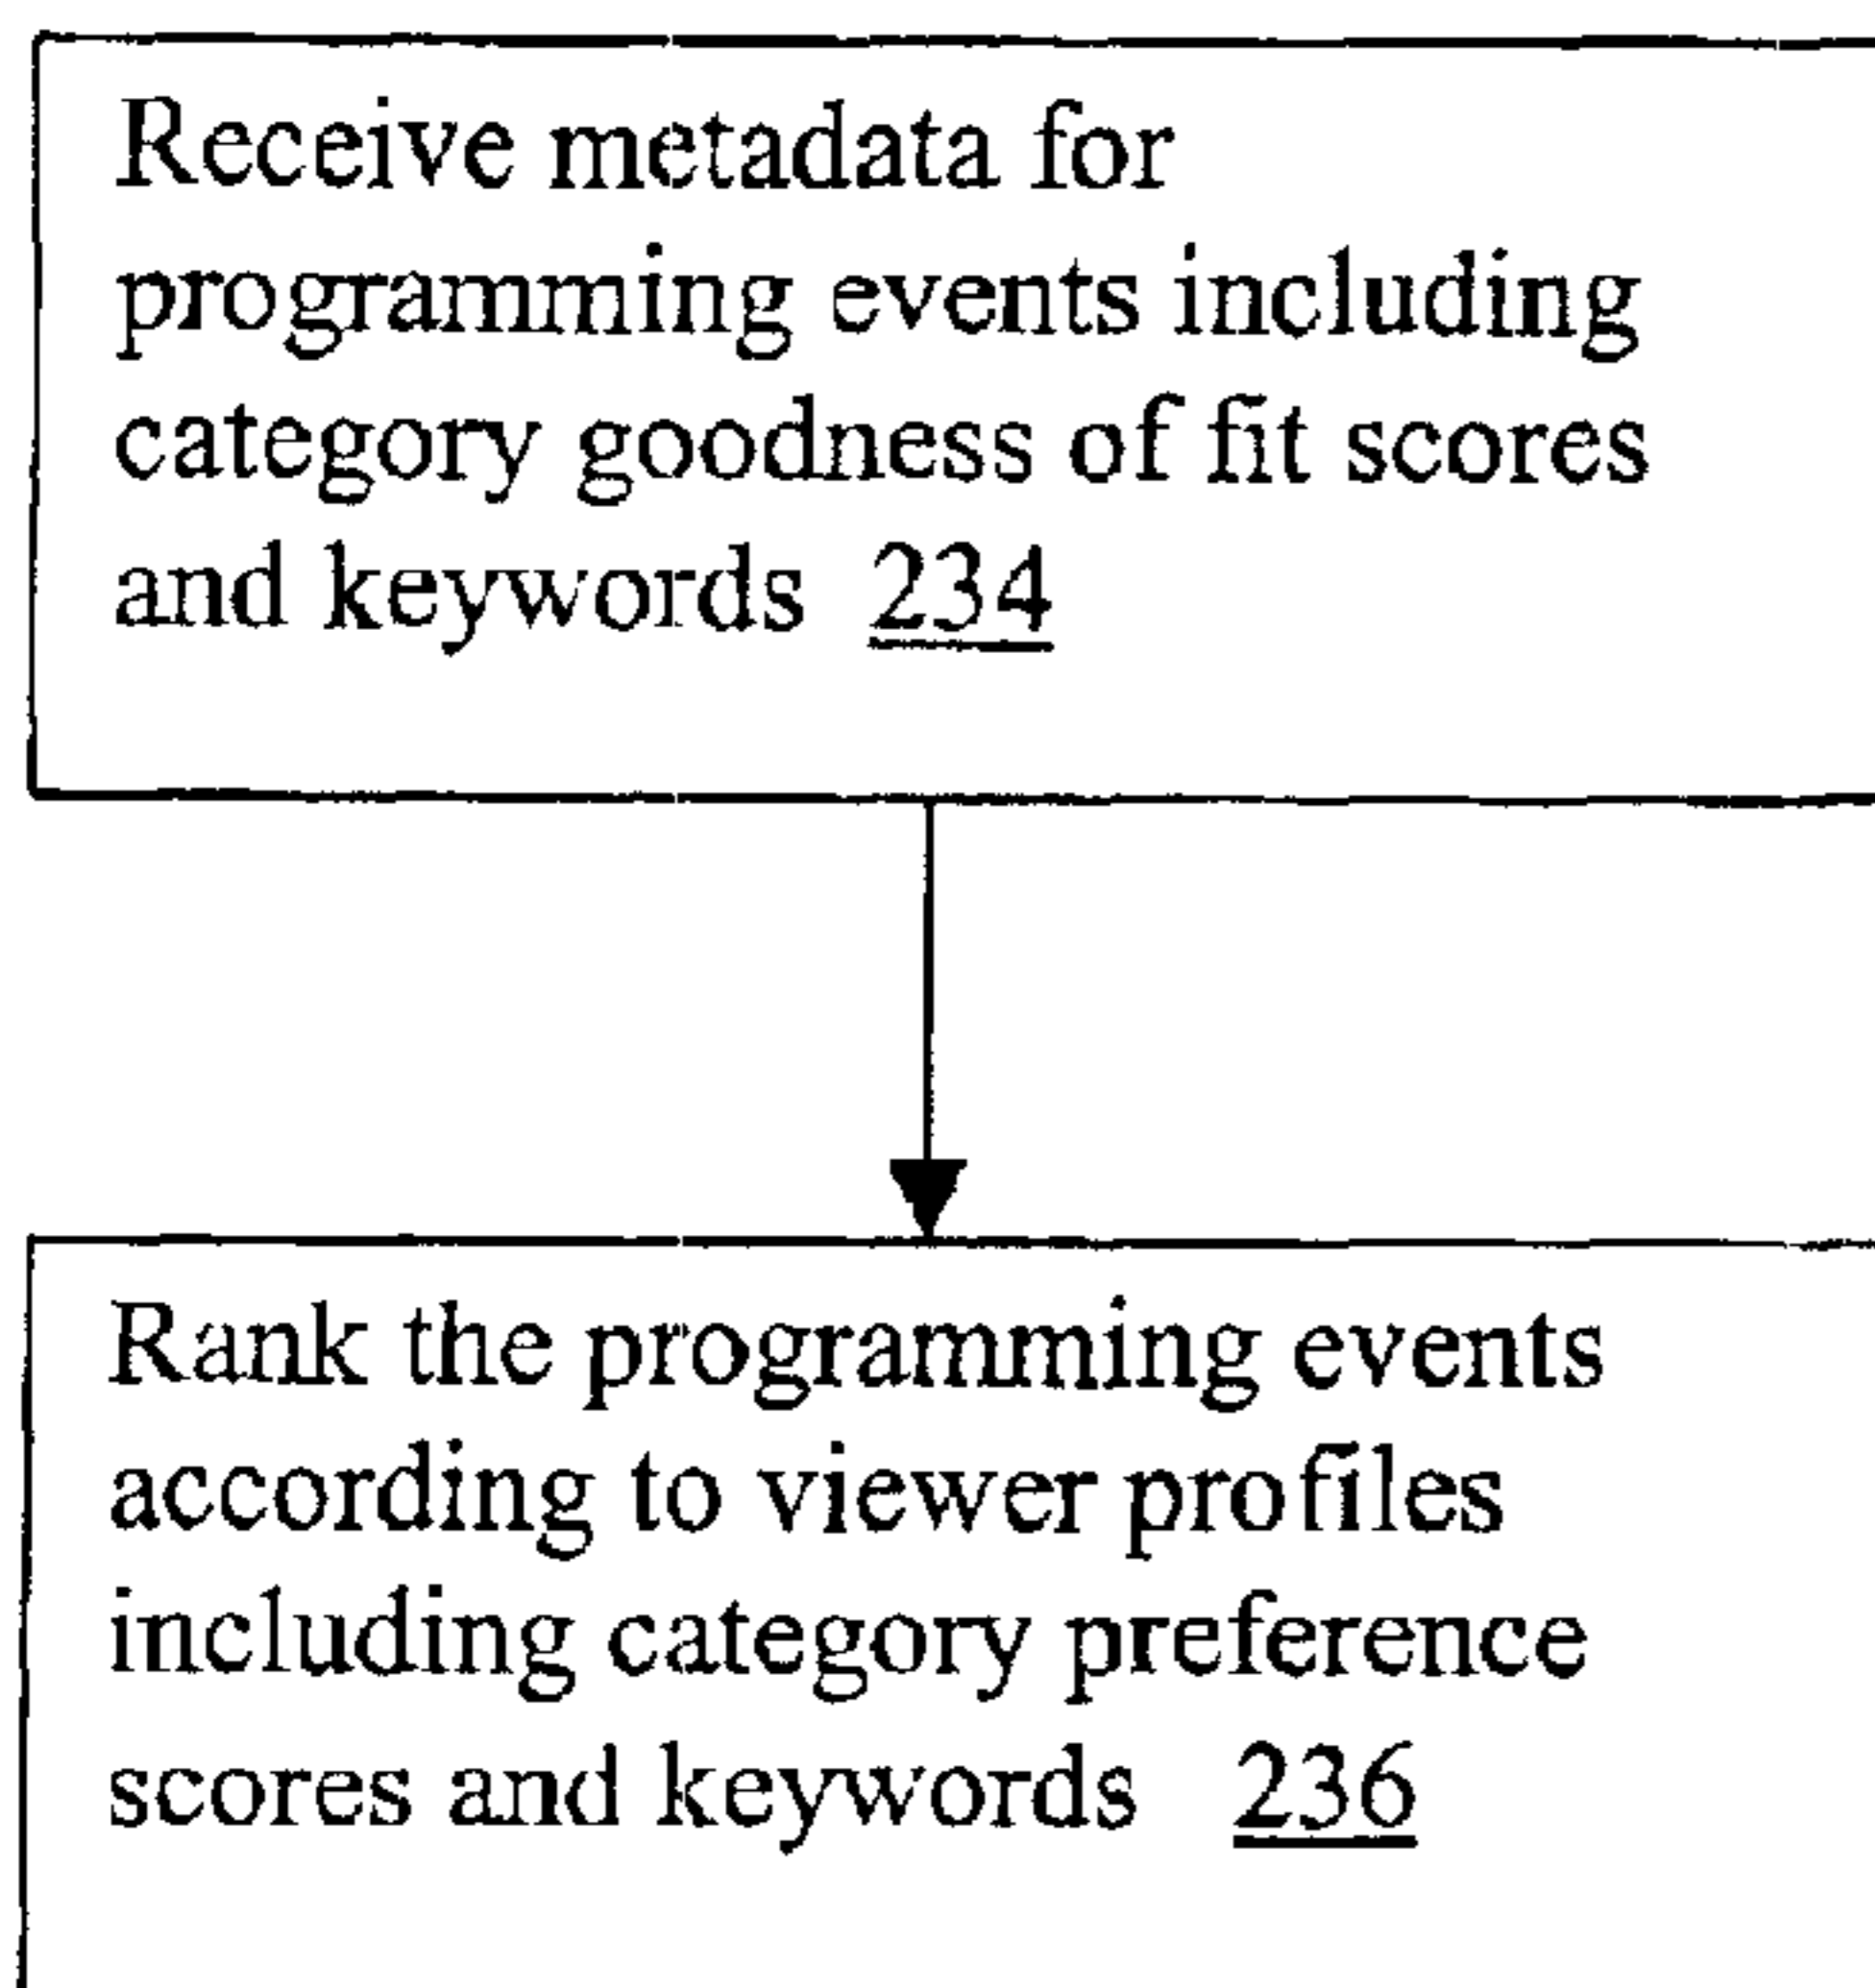 Receive metadata for
programming events including
category goodness of fit scores
and keywords 234
Rank the programming events
according to viewer profiles
including category preference
scores and keywords 236